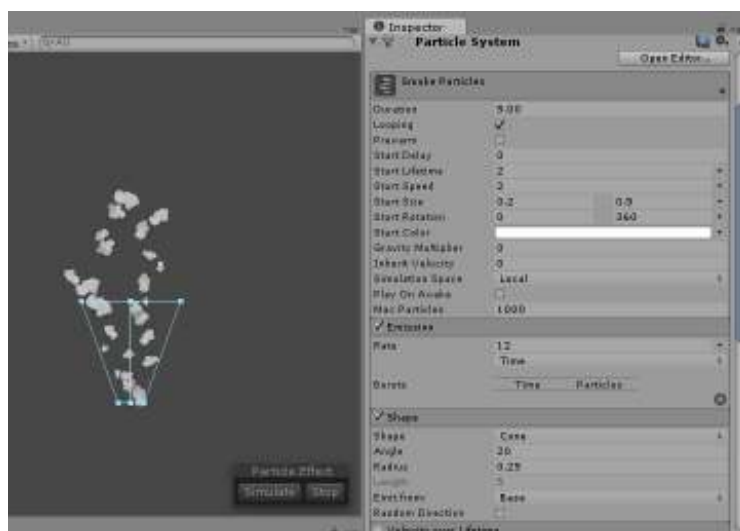 Inspector
Particle System
Open Editor...
Smoke Particles
Duration 5.00
Looping
Prewarm
Start Delay 0
Start Lifetime 2
Start Speed 3
Start Size 0.2 0.5
Start Rotation 0 360
Start Color
Gravity Multiplier 0
Inherit Velocity 0
Simulation Space Local
Play On Awake
Max Particles 1000
Emission
Rate 12
Time
Bursts Time Particles
Shape
Shape Cone
Angle 20
Radius 0.25
Length 5
Emit from: Base
Random Direction
Velocity over Lifetime
Particle Effect
Simulate Stop